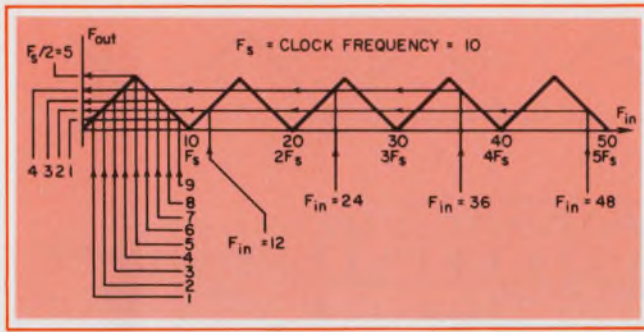 Fout
Fs = CLOCK FREQUENCY = 10
Fs/2=5
4 3 2 1
Fin
10 20 30 40 50
Fs 2Fs 3Fs 4Fs 5Fs
9
8
7
6
5
4
3
2
1
Fin = 12
Fin = 24
Fin = 36
Fin = 48